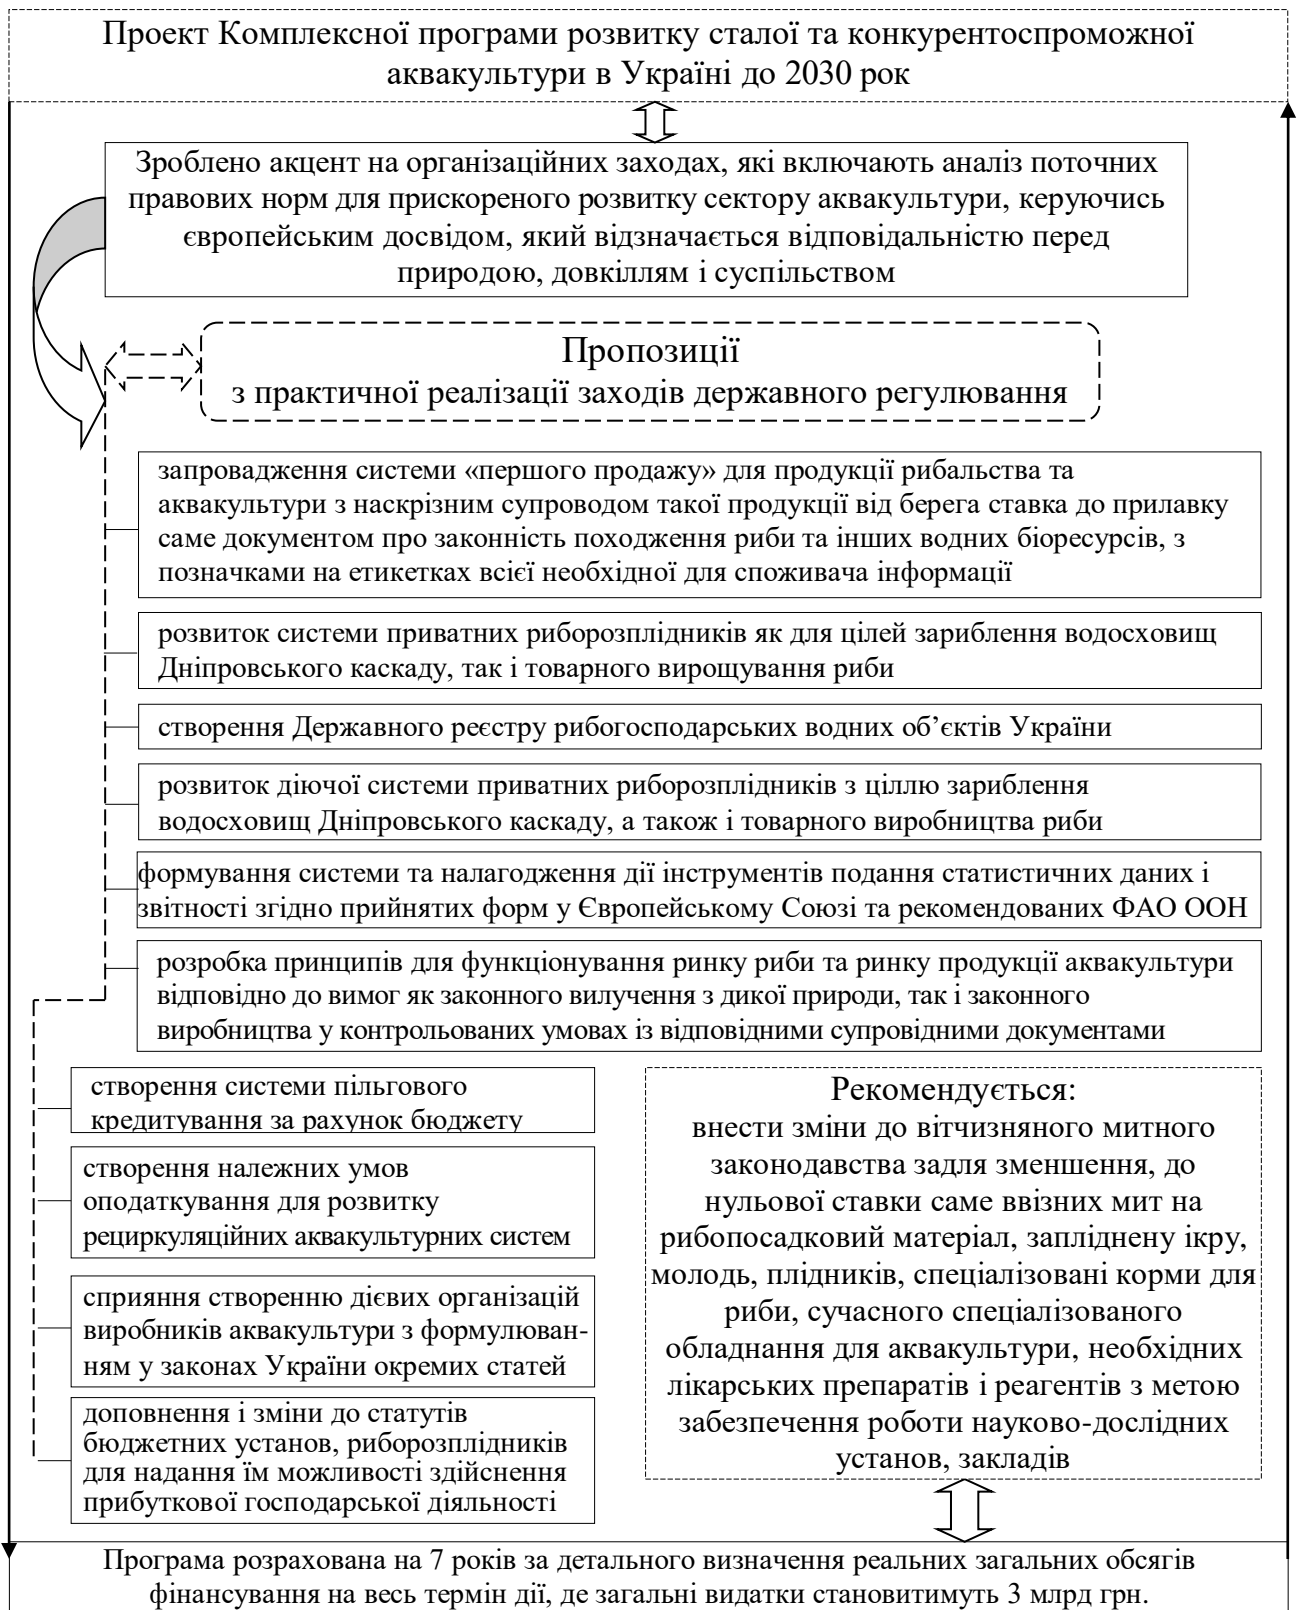 Проект Комплексної програми розвитку сталої та конкурентоспроможної
аквакультури в Україні до 2030 рок
Зроблено акцент на організаційних заходах, які включають аналіз поточних
правових норм для прискореного розвитку сектору аквакультури, керуючись
європейським досвідом, який відзначається відповідальністю перед
природою, довкіллям і суспільством
Пропозиції
з практичної реалізації заходів державного регулювання
запровадження системи «першого продажу» для продукції рибальства та
аквакультури з наскрізним супроводом такої продукції від берега ставка до прилавку
саме документом про законність походження риби та інших водних біоресурсів, з
позначками на етикетках всієї необхідної для споживача інформації
розвиток системи приватних риборозплідників як для цілей зариблення водосховищ
Дніпровського каскаду, так і товарного вирощування риби
створення Державного реєстру рибогосподарських водних об’єктів України
розвиток діючої системи приватних риборозплідників з ціллю зариблення
водосховищ Дніпровського каскаду, а також і товарного виробництва риби
формування системи та налагодження дії інструментів подання статистичних даних і
звітності згідно прийнятих форм у Європейському Союзі та рекомендованих ФАО ООН
розробка принципів для функціонування ринку риби та ринку продукції аквакультури
відповідно до вимог як законного вилучення з дикої природи, так і законного
виробництва у контрольованих умовах із відповідними супровідними документами
створення системи пільгового
кредитування за рахунок бюджету
створення належних умов
оподаткування для розвитку
рециркуляційних аквакультурних систем
сприяння створенню дієвих організацій
виробників аквакультури з формулюван-
ням у законах України окремих статей
доповнення і зміни до статутів
бюджетних установ, риборозплідників
для надання їм можливості здійснення
прибуткової господарської діяльності
Рекомендується:
внести зміни до вітчизняного митного
законодавства задля зменшення, до
нульової ставки саме ввізних мит на
рибопосадковий матеріал, запліднену ікру,
молодь, плідників, спеціалізовані корми для
риби, сучасного спеціалізованого
обладнання для аквакультури, необхідних
лікарських препаратів і реагентів з метою
забезпечення роботи науково-дослідних
установ, закладів
Програма розрахована на 7 років за детального визначення реальних загальних обсягів
фінансування на весь термін дії, де загальні видатки становитимуть 3 млрд грн.